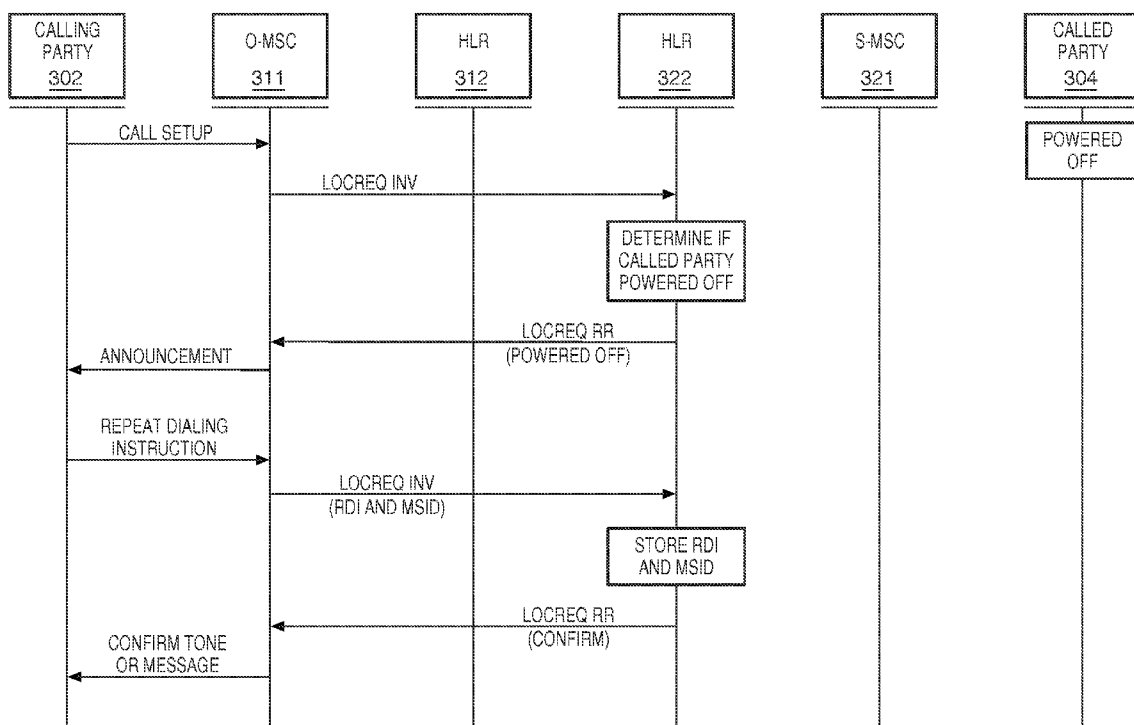 CALLING
PARTY
302
O-MSC
311
HLR
312
HLR
322
S-MSC
321
CALLED
PARTY
304
POWERED
OFF
CALL SETUP
LOCREQ INV
DETERMINE IF
CALLED PARTY
POWERED OFF
LOCREQ RR
(POWERED OFF)
ANNOUNCEMENT
REPEAT DIALING
INSTRUCTION
LOCREQ INV
(RDI AND MSID)
STORE RDI
AND MSID
LOCREQ RR
(CONFIRM)
CONFIRM TONE
OR MESSAGE